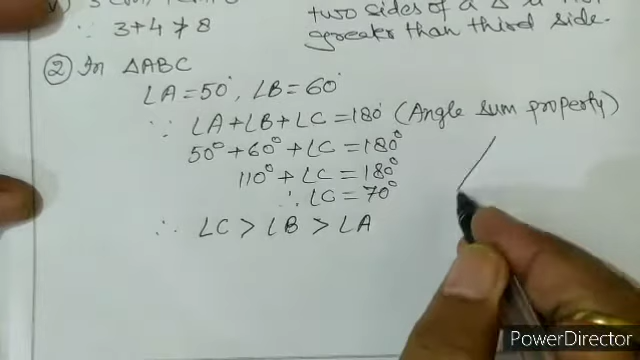 two sides of a Δ is not
∵ 3+4 ≯ 8
greater than third side.
② In ΔABC
∠A = 50°, ∠B = 60°
∵ ∠A+∠B+∠C = 180° (Angle sum property)
50°+60°+∠C = 180°
110°+∠C = 180°
∴ ∠C = 70°
∴ ∠C > ∠B > ∠A
PowerDirector